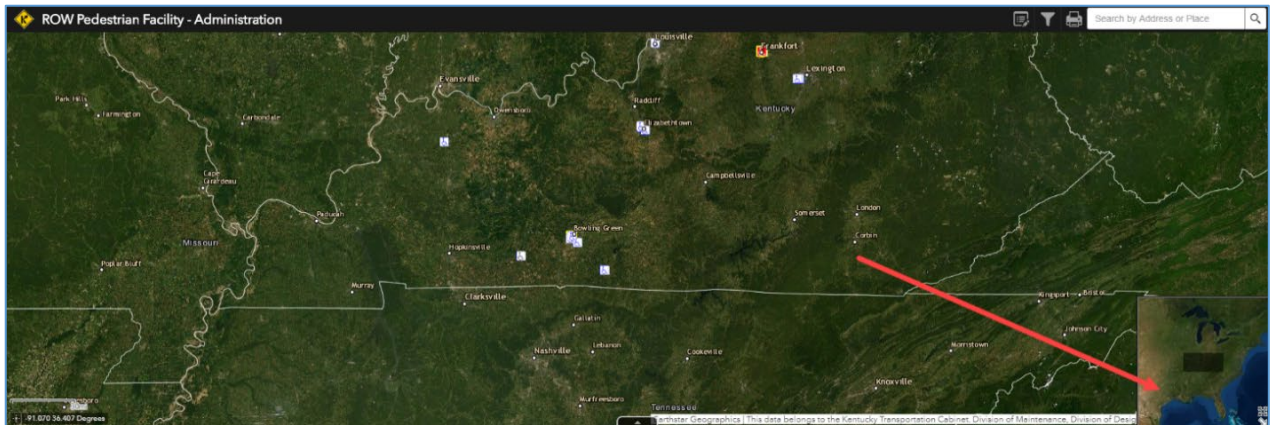 ROW Pedestrian Facility - Administration
Search by Address or Place
Louisville
Frankfort
Lexington
Evansville
Park Hills
Farmington
Carbondale
Owensboro
Radcliff
Kentucky
Elizabethtown
Cape
Girardeau
Campbellsville
Paducah
Somerset
London
Missouri
Bowling Green
Corbin
Hopkinsville
Poplar Bluff
Murray
Clarksville
Kingsport
Bristol
Gallatin
Johnson City
Nashville
Lebanon
Cookeville
Morristown
Knoxville
Murfreesboro
Tennessee
-91.070 36.407 Degrees
Earthstar Geographics | This data belongs to the Kentucky Transportation Cabinet, Division of Maintenance, Division of Desig